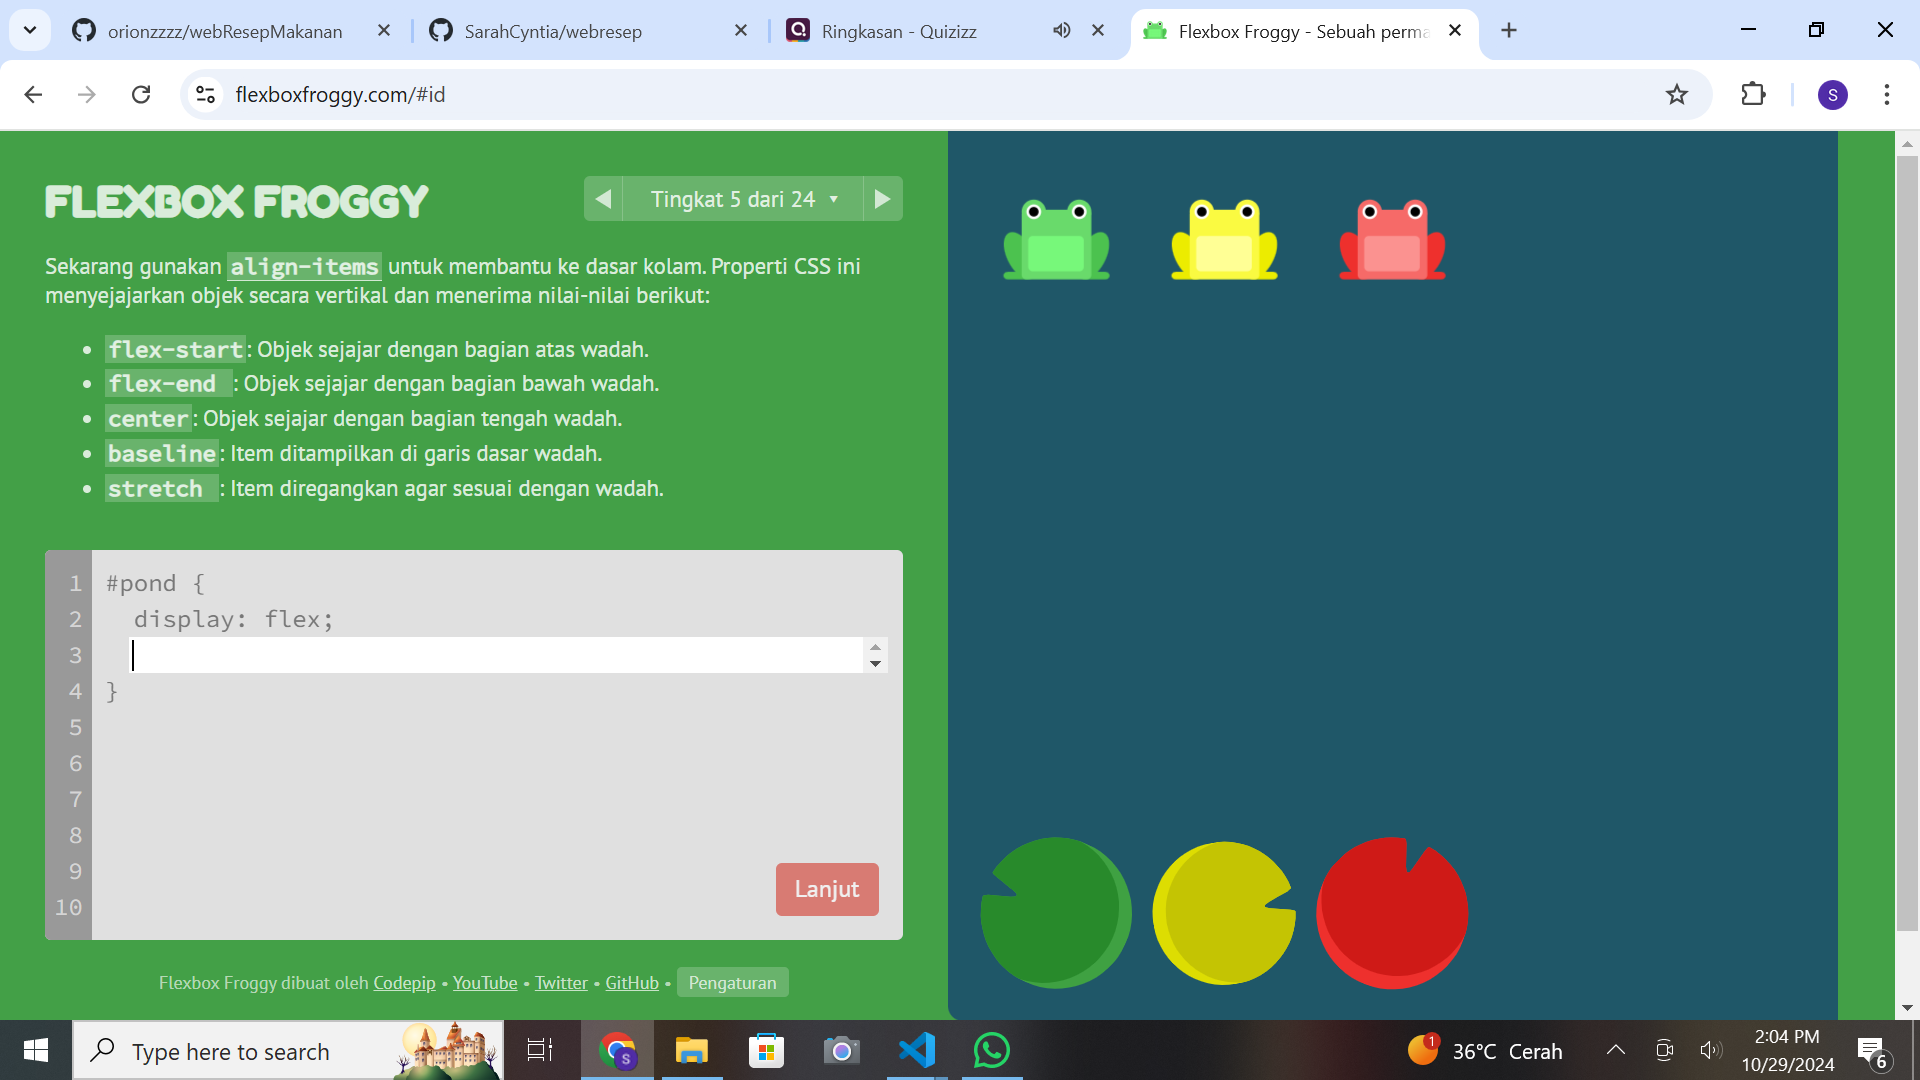 orionzzzz/webResepMakanan
SarahCyntia/webresep
Ringkasan - Quizizz
Flexbox Froggy - Sebuah perma
flexboxfroggy.com/#id
S
FLEXBOX FROGGY
Tingkat 5 dari 24
Sekarang gunakan align-items untuk membantu ke dasar kolam. Properti CSS ini
menyejajarkan objek secara vertikal dan menerima nilai-nilai berikut:
• flex-start: Objek sejajar dengan bagian atas wadah.
• flex-end : Objek sejajar dengan bagian bawah wadah.
• center: Objek sejajar dengan bagian tengah wadah.
• baseline: Item ditampilkan di garis dasar wadah.
• stretch : Item diregangkan agar sesuai dengan wadah.
1 #pond {
2 display: flex;
3
4 }
5
6
7
8
9
10
Lanjut
Flexbox Froggy dibuat oleh Codepip • YouTube • Twitter • GitHub • Pengaturan
Type here to search
S
1
36°C Cerah
2:04 PM
10/29/2024
6